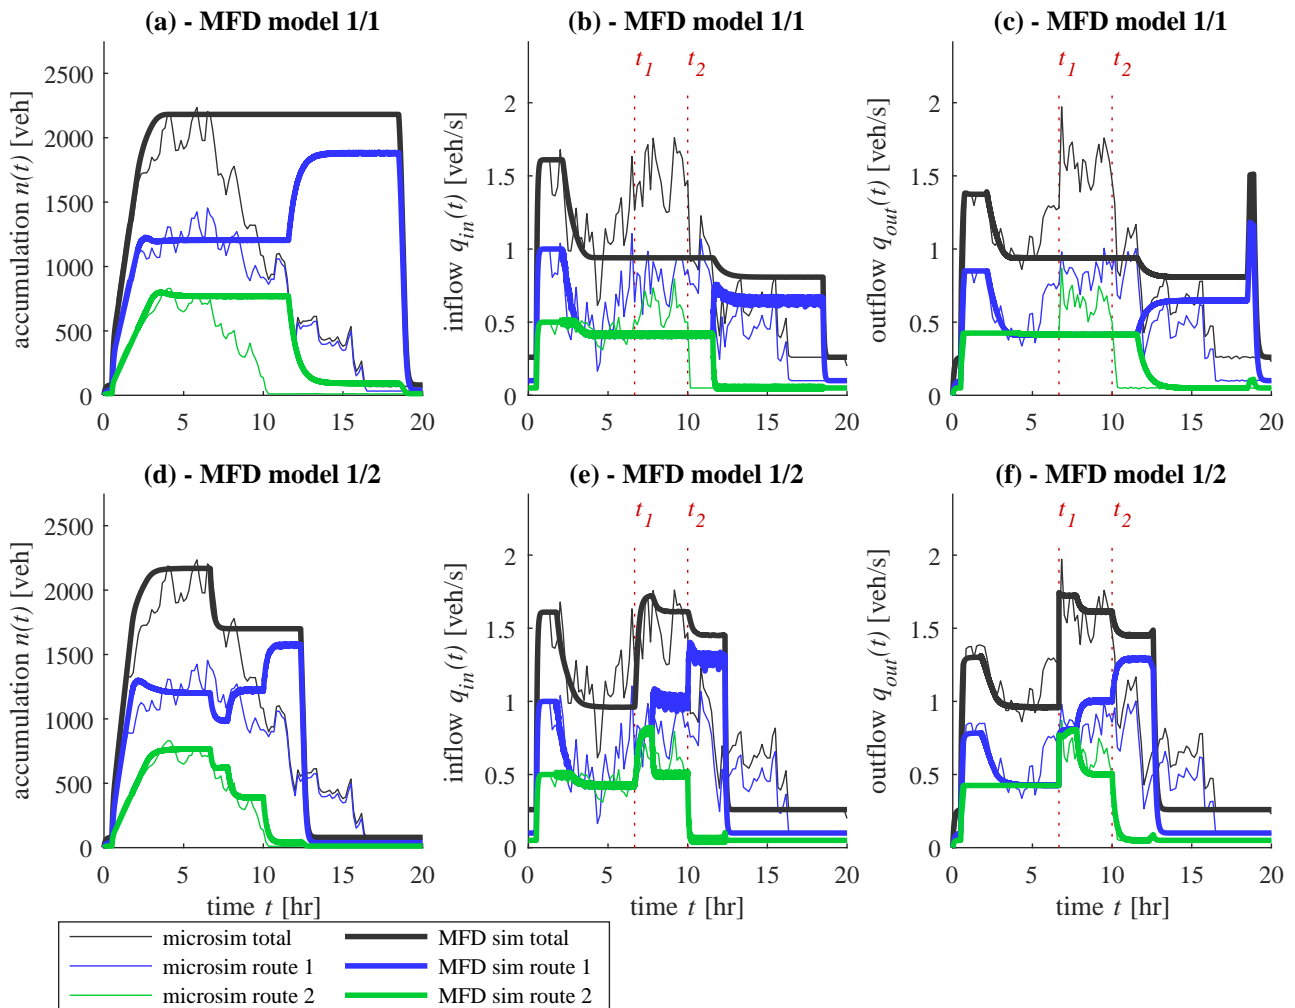 (a) - MFD model 1/1
(b) - MFD model 1/1
(c) - MFD model 1/1
accumulation n(t) [veh]
2500
2000
1500
1000
500
0
0 5 10 15 20
inflow q_in(t) [veh/s]
t_1 t_2
2
1.5
1
0.5
0
0 5 10 15 20
outflow q_out(t) [veh/s]
t_1 t_2
2
1.5
1
0.5
0
0 5 10 15 20
(d) - MFD model 1/2
(e) - MFD model 1/2
(f) - MFD model 1/2
accumulation n(t) [veh]
2500
2000
1500
1000
500
0
0 5 10 15 20
time t [hr]
inflow q_in(t) [veh/s]
t_1 t_2
2
1.5
1
0.5
0
0 5 10 15 20
time t [hr]
outflow q_out(t) [veh/s]
t_1 t_2
2
1.5
1
0.5
0
0 5 10 15 20
time t [hr]
microsim total
MFD sim total
microsim route 1
MFD sim route 1
microsim route 2
MFD sim route 2